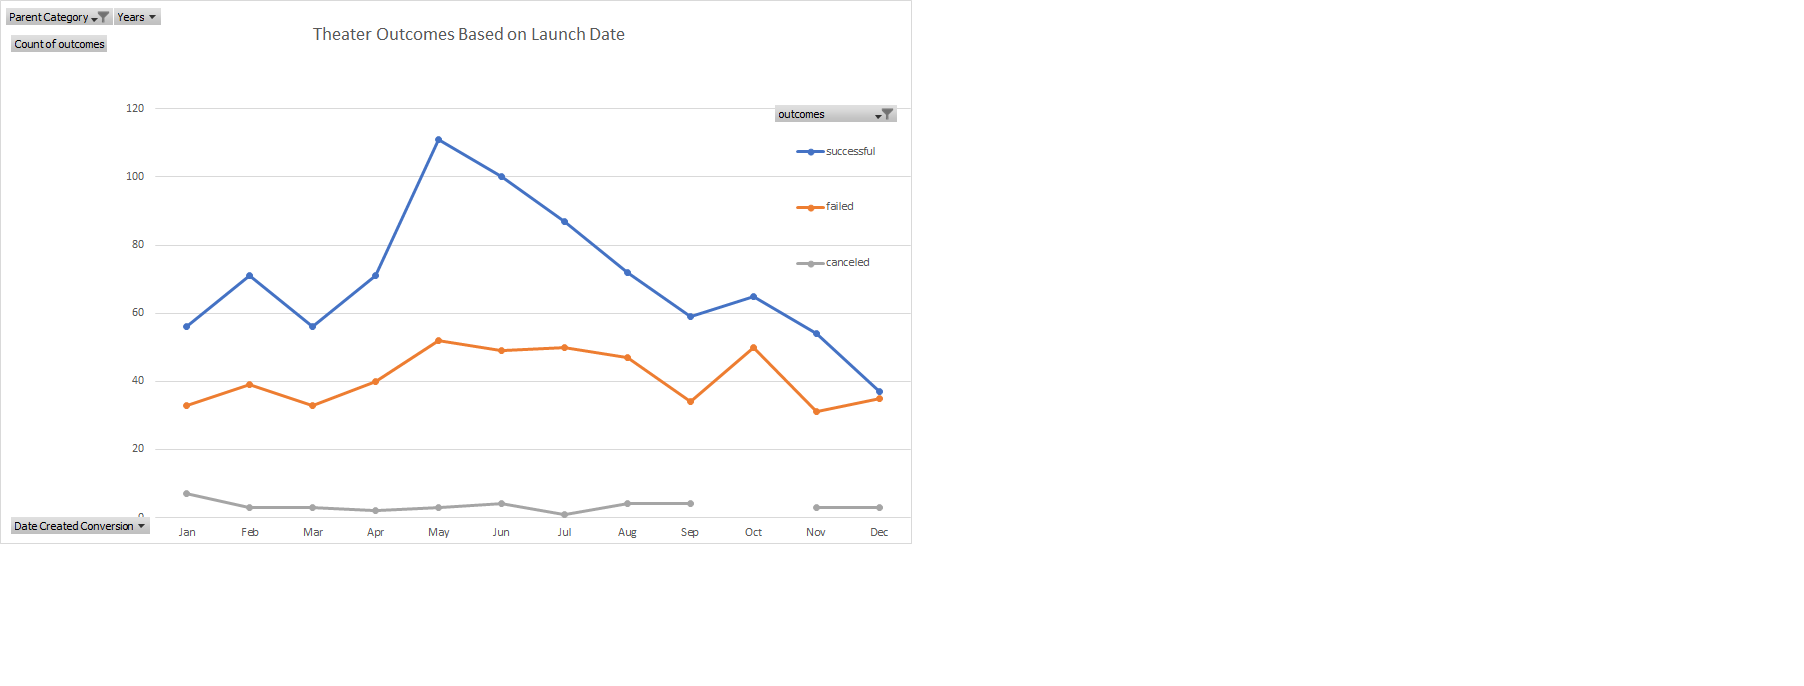 Parent Category Years
Count of outcomes
Theater Outcomes Based on Launch Date
120
100
80
60
40
20
0
outcomes
successful
failed
canceled
Date Created Conversion
Jan Feb Mar Apr May Jun Jul Aug Sep Oct Nov Dec